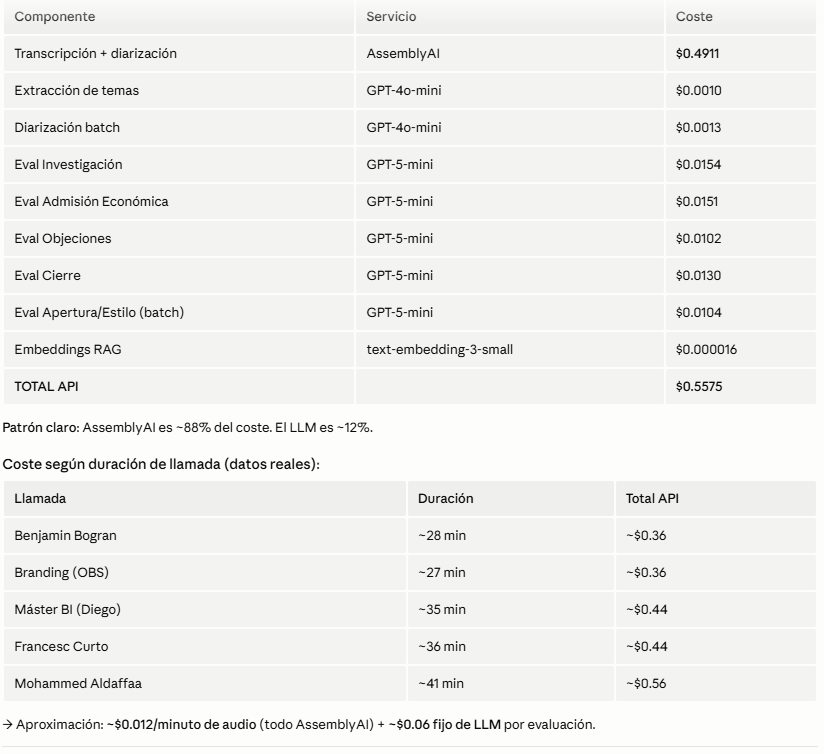 Componente Servicio Coste
Transcripción + diarización AssemblyAI $0.4911
Extracción de temas GPT-4o-mini $0.0010
Diarización batch GPT-4o-mini $0.0013
Eval Investigación GPT-5-mini $0.0154
Eval Admisión Económica GPT-5-mini $0.0151
Eval Objeciones GPT-5-mini $0.0102
Eval Cierre GPT-5-mini $0.0130
Eval Apertura/Estilo (batch) GPT-5-mini $0.0104
Embeddings RAG text-embedding-3-small $0.000016
TOTAL API $0.5575
Patrón claro: AssemblyAI es ~88% del coste. El LLM es ~12%.
Coste según duración de llamada (datos reales):
Llamada Duración Total API
Benjamin Bogran ~28 min ~$0.36
Branding (OBS) ~27 min ~$0.36
Máster BI (Diego) ~35 min ~$0.44
Francesc Curto ~36 min ~$0.44
Mohammed Aldaffaa ~41 min ~$0.56
→ Aproximación: ~$0.012/minuto de audio (todo AssemblyAI) + ~$0.06 fijo de LLM por evaluación.